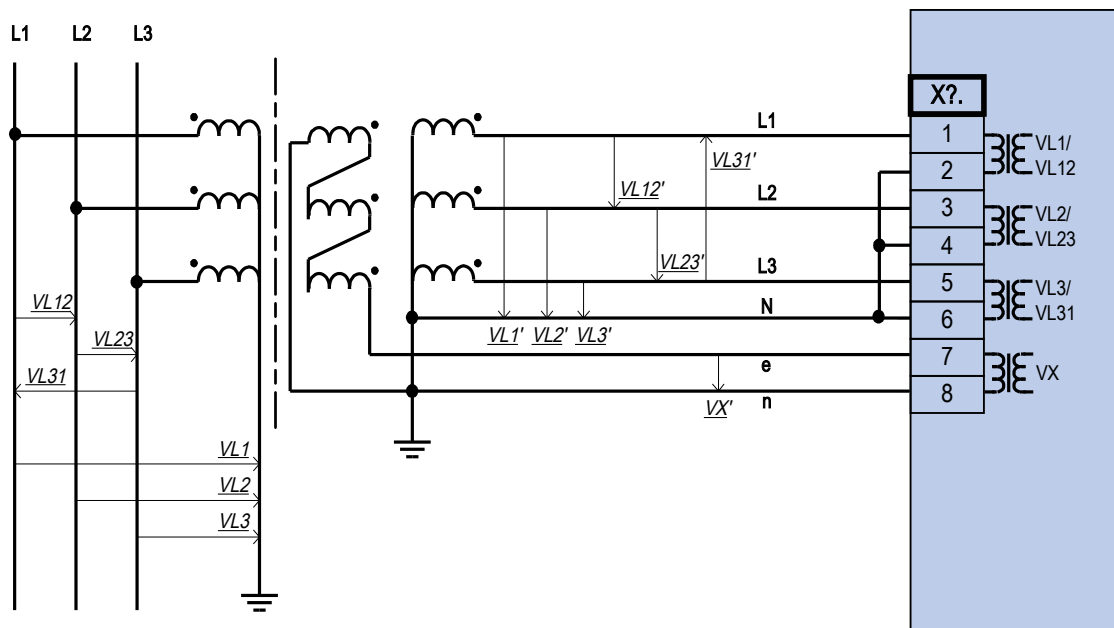 L1 L2 L3
X?.
L1
1
VL1/
VL12
2
VL31'
VL12'
L2
3
VL2/
VL23
4
VL23'
L3
5
VL3/
VL31
VL12
N
6
VL1' VL2' VL3'
VL23
7
e
VX
VL31
8
n
VX'
VL1
VL2
VL3